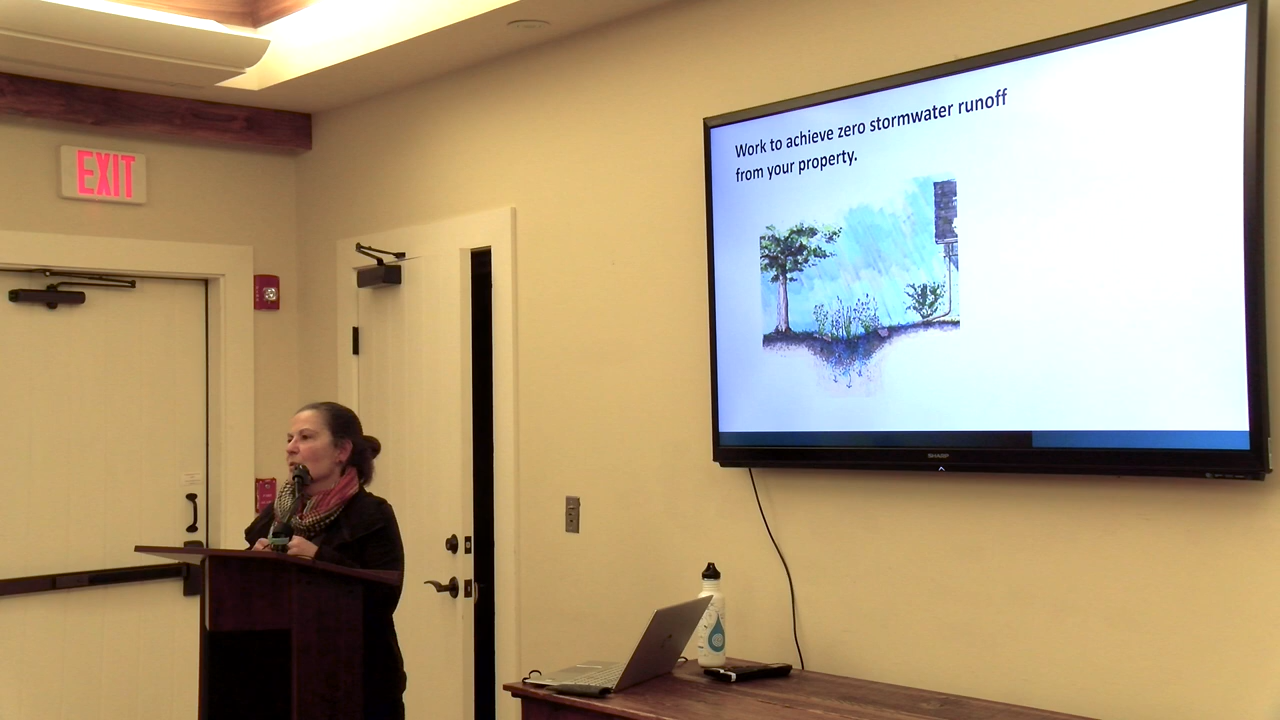 EXIT
Work to achieve zero stormwater runoff
from your property.
SHARP